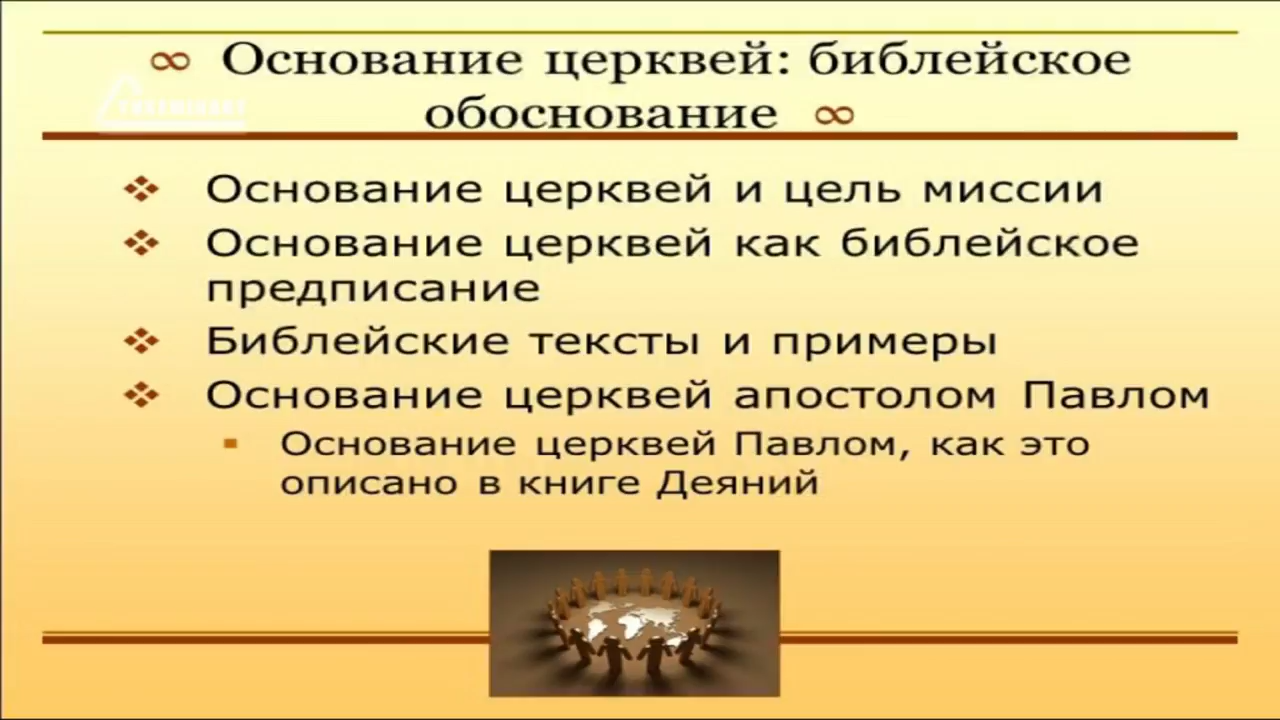 ∞ Основание церквей: библейское
обоснование ∞
❖ Основание церквей и цель миссии
❖ Основание церквей как библейское
предписание
❖ Библейские тексты и примеры
❖ Основание церквей апостолом Павлом
▪ Основание церквей Павлом, как это
описано в книге Деяний